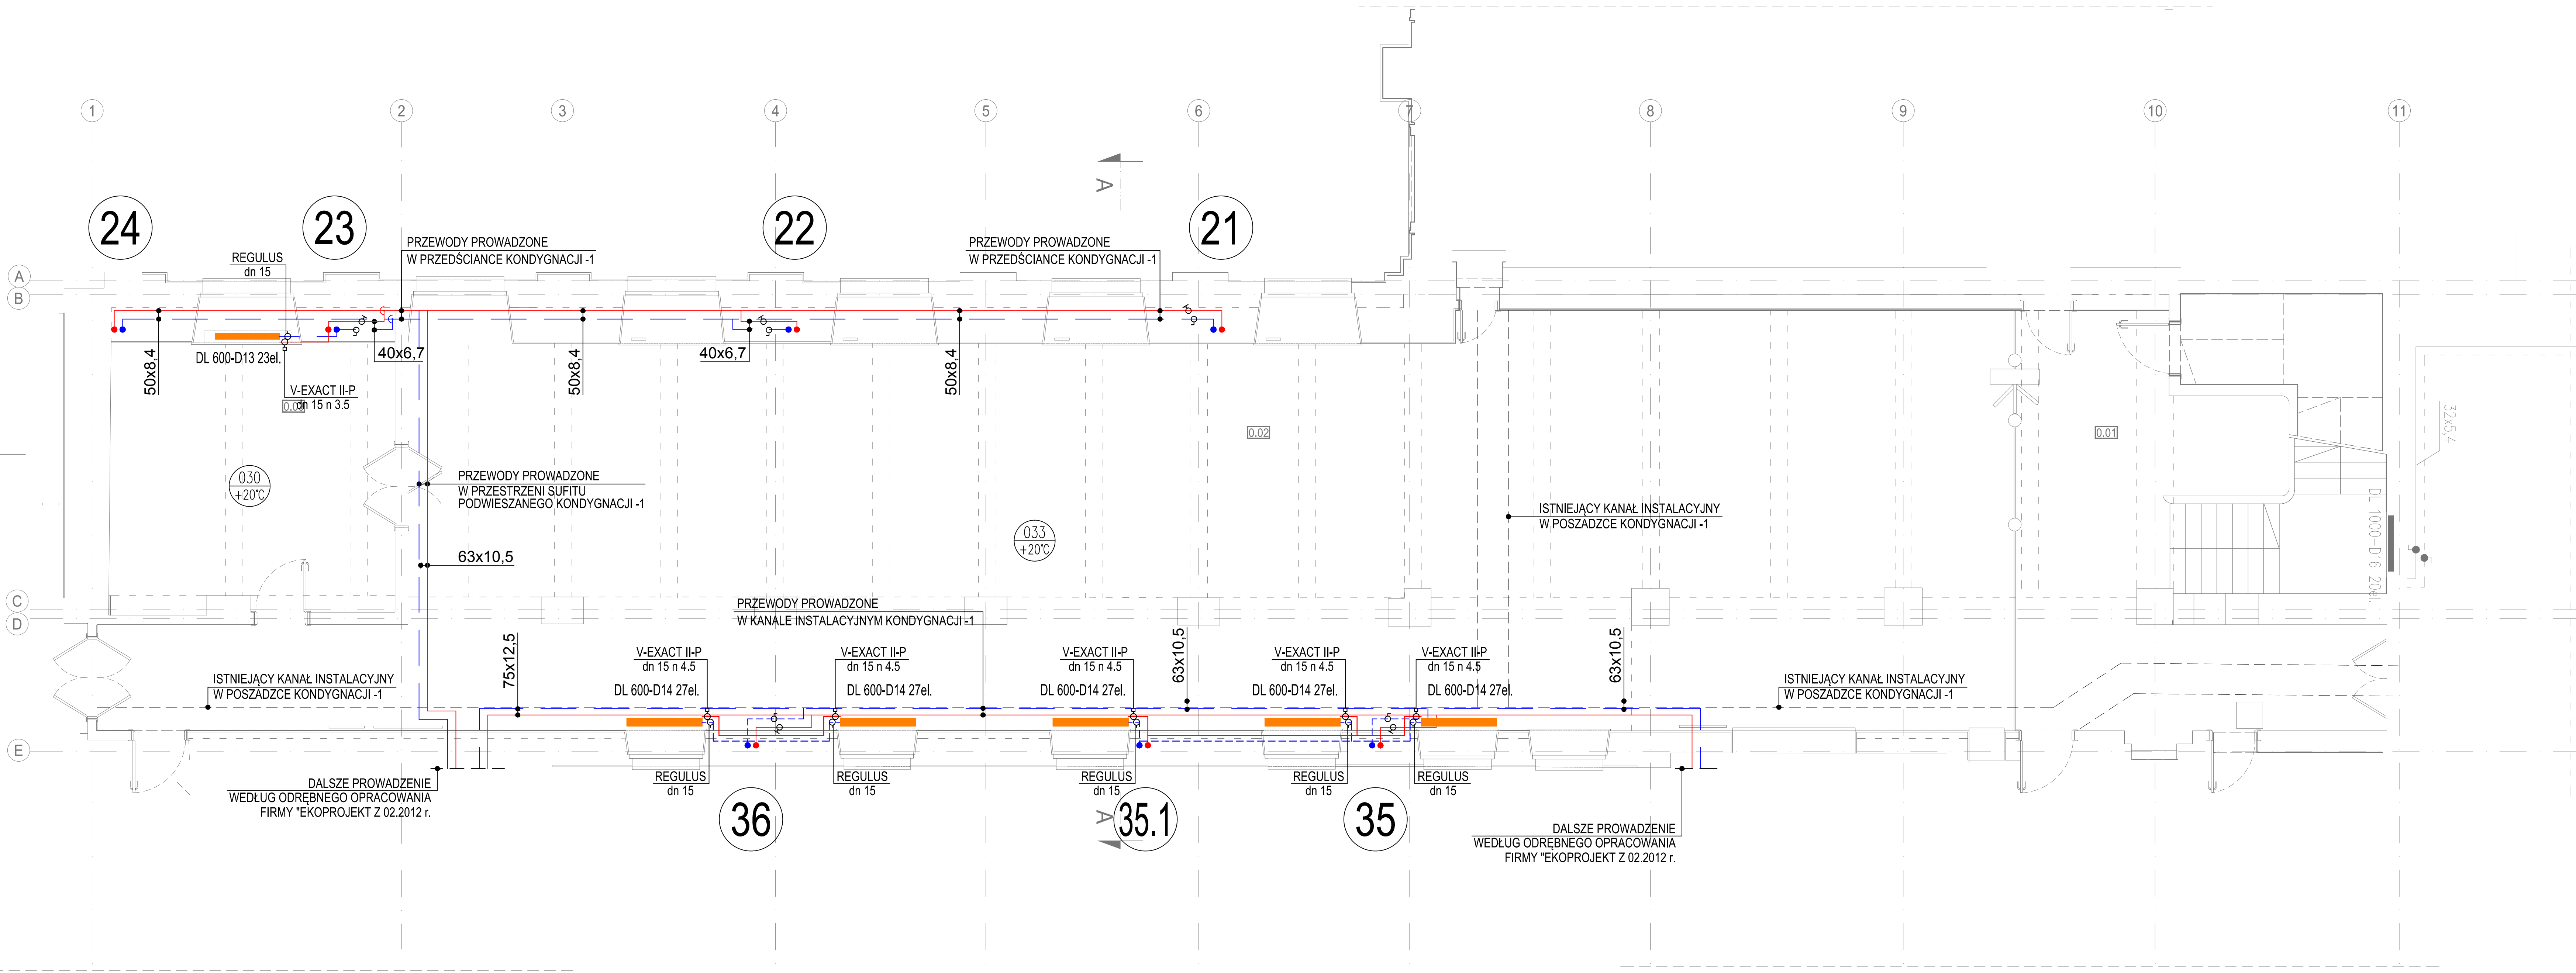 1
2
3
4
5
6
7
8
9
10
11
A
24
23
22
21
PRZEWODY PROWADZONE
W PRZEDŚCIANCE KONDYGNACJI -1
PRZEWODY PROWADZONE
W PRZEDŚCIANCE KONDYGNACJI -1
REGULUS
dn 15
A
B
50x8,4
DL 600-D13 23el.
40x6,7
50x8,4
40x6,7
50x8,4
V-EXACT II-P
dn 15 n 3.5
0.02
0.01
32x5,4
030
+20°C
PRZEWODY PROWADZONE
W PRZESTRZENI SUFITU
PODWIESZANEGO KONDYGNACJI -1
033
+20°C
ISTNIEJĄCY KANAŁ INSTALACYJNY
W POSADZCE KONDYGNACJI -1
DL 1000-D16 20el.
63x10,5
C
D
PRZEWODY PROWADZONE
W KANALE INSTALACYJNYM KONDYGNACJI -1
75x12,5
V-EXACT II-P
dn 15 n 4.5
V-EXACT II-P
dn 15 n 4.5
V-EXACT II-P
dn 15 n 4.5
63x10,5
V-EXACT II-P
dn 15 n 4.5
V-EXACT II-P
dn 15 n 4.5
63x10,5
ISTNIEJĄCY KANAŁ INSTALACYJNY
W POSADZCE KONDYGNACJI -1
DL 600-D14 27el.
DL 600-D14 27el.
DL 600-D14 27el.
DL 600-D14 27el.
DL 600-D14 27el.
ISTNIEJĄCY KANAŁ INSTALACYJNY
W POSZADZCE KONDYGNACJI -1
E
REGULUS
dn 15
REGULUS
dn 15
REGULUS
dn 15
REGULUS
dn 15
REGULUS
dn 15
DALSZE PROWADZENIE
WEDŁUG ODRĘBNEGO OPRACOWANIA
FIRMY "EKOPROJEKT Z 02.2012 r.
36
A
35.1
35
DALSZE PROWADZENIE
WEDŁUG ODRĘBNEGO OPRACOWANIA
FIRMY "EKOPROJEKT Z 02.2012 r.